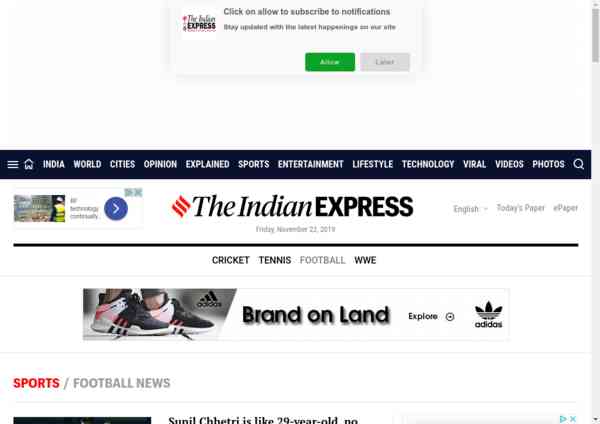 Click on allow to subscribe to notifications
Stay updated with the latest happenings on our site
The Indian
EXPRESS
Allow
Later
INDIA WORLD CITIES OPINION EXPLAINED SPORTS ENTERTAINMENT LIFESTYLE TECHNOLOGY VIRAL VIDEOS PHOTOS
BF
technology
continually...
The Indian EXPRESS
English
Today's Paper
ePaper
Friday, November 22, 2019
CRICKET TENNIS FOOTBALL WWE
adidas
Brand on Land
Explore
adidas
SPORTS / FOOTBALL NEWS
Sunil Chhetri is like 29-year-old, no